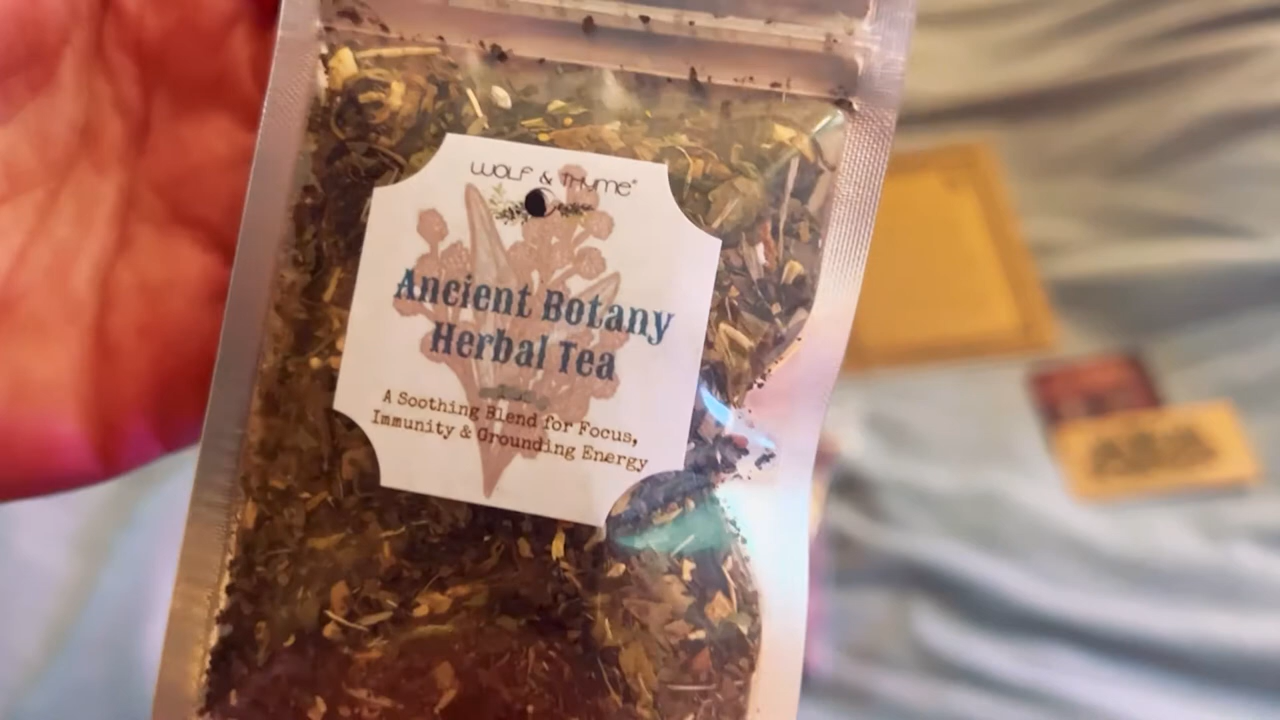 WOLF & THYME
Ancient Botany
Herbal Tea
A Soothing Blend for Focus,
Immunity & Grounding Energy